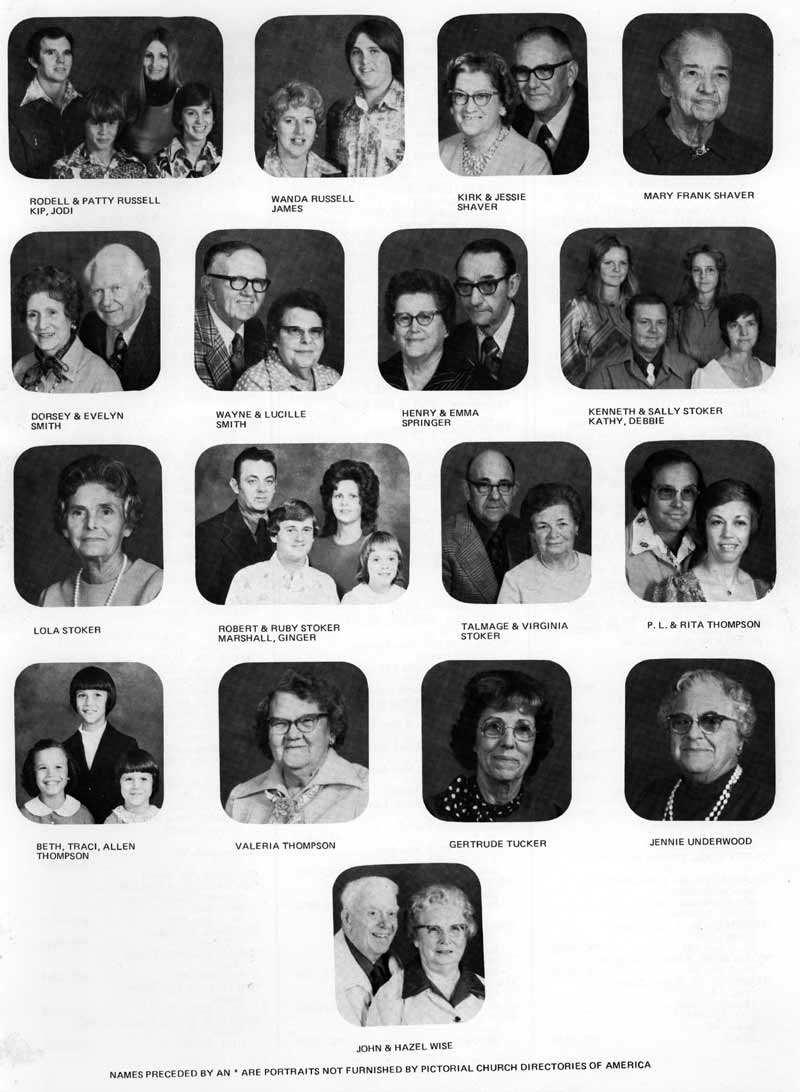 RODELL & PATTY RUSSELL
KIP, JODI
WANDA RUSSELL
JAMES
KIRK & JESSIE
SHAVER
MARY FRANK SHAVER
DORSEY & EVELYN
SMITH
WAYNE & LUCILLE
SMITH
HENRY & EMMA
SPRINGER
KENNETH & SALLY STOKER
KATHY, DEBBIE
LOLA STOKER
ROBERT & RUBY STOKER
MARSHALL, GINGER
TALMAGE & VIRGINIA
STOKER
P. L. & RITA THOMPSON
BETH, TRACI, ALLEN
THOMPSON
VALERIA THOMPSON
GERTRUDE TUCKER
JENNIE UNDERWOOD
JOHN & HAZEL WISE
NAMES PRECEDED BY AN * ARE PORTRAITS NOT FURNISHED BY PICTORIAL CHURCH DIRECTORIES OF AMERICA